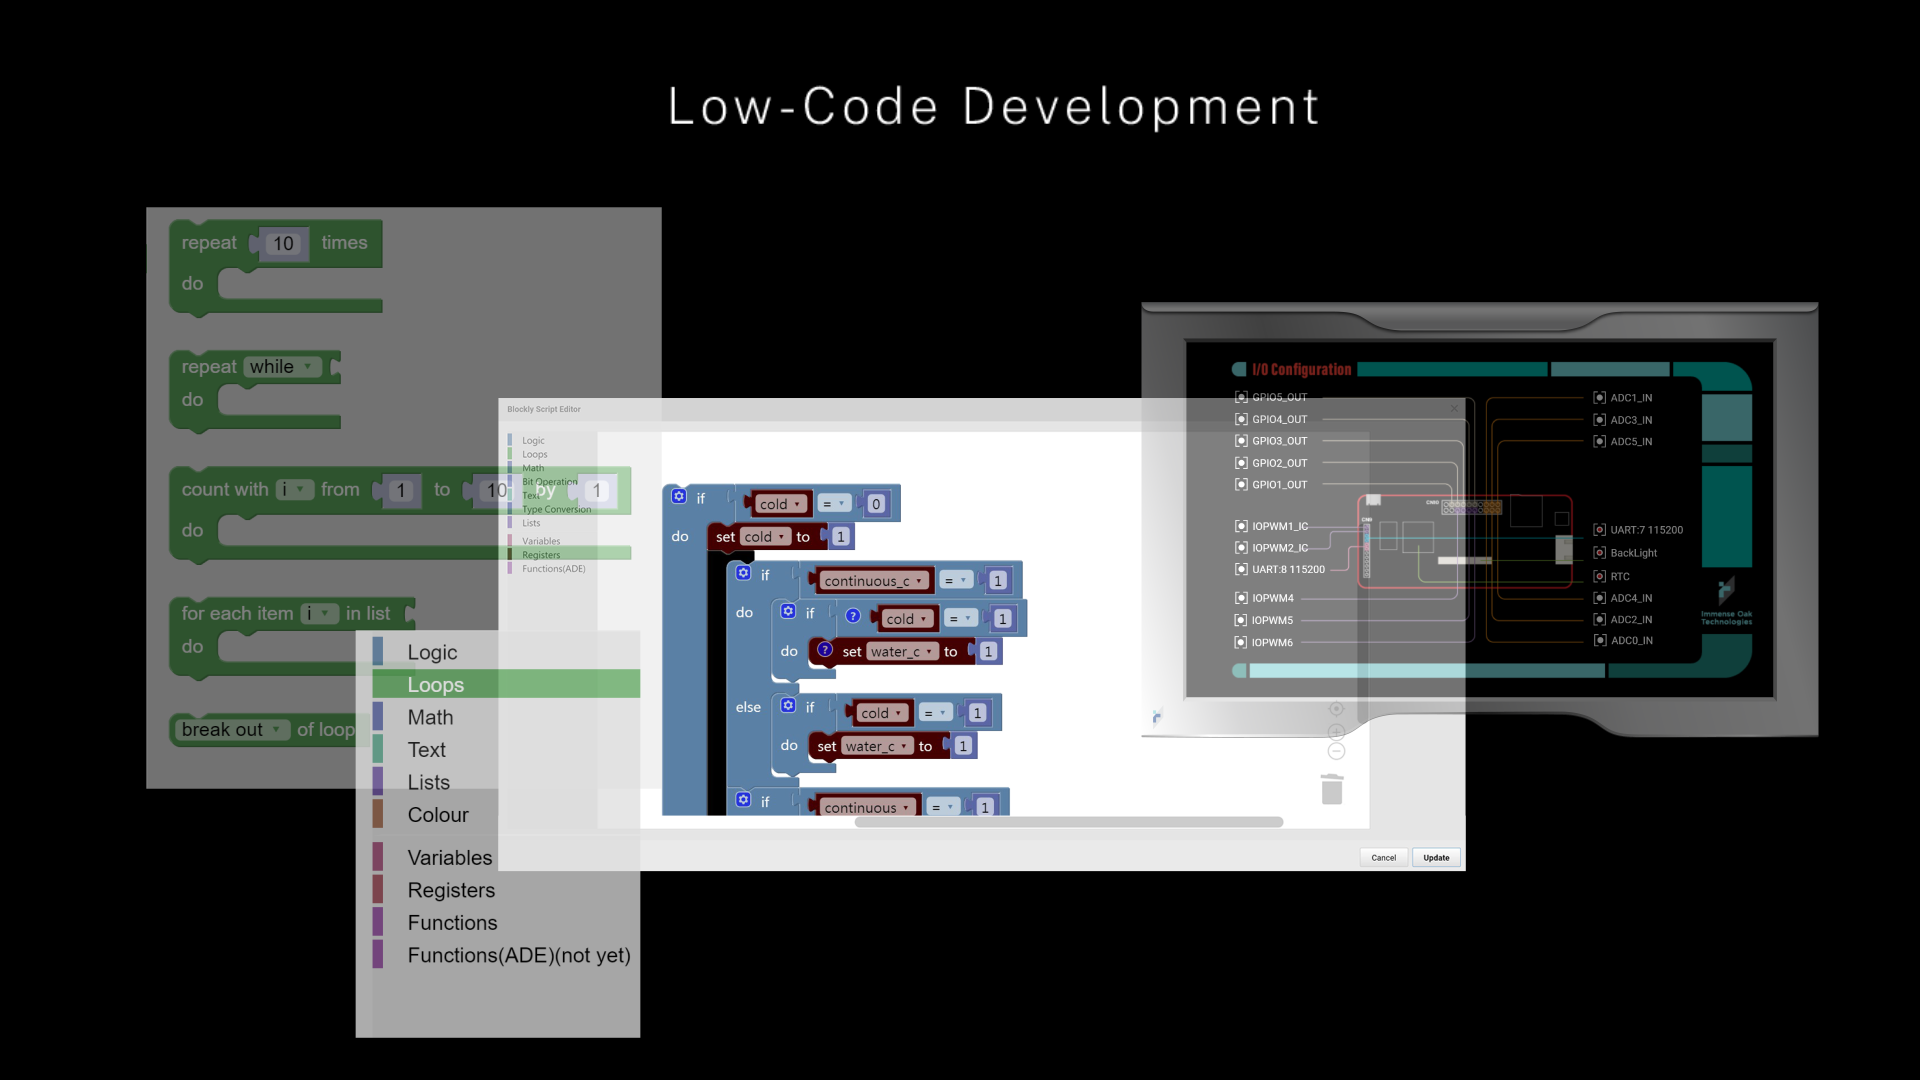 Low-Code Development
repeat 10 times
do
repeat while
do
count with i from 1 to 10 by 1
do
for each item i in list
do
break out of loop
Logic
Loops
Math
Text
Lists
Colour
Variables
Registers
Functions
Functions(ADE)(not yet)
Blockly Script Editor
Logic
Loops
Math
Bit Operation
Text
Type Conversion
Lists
Variables
Registers
Functions(ADE)
if cold = 0
do set cold to 1
if continuous_c = 1
do if ? cold = 1
do ? set water_c to 1
else if cold = 1
do set water_c to 1
if continuous = 1
Cancel Update
I/O Configuration
GPIO5_OUT
GPIO4_OUT
GPIO3_OUT
GPIO2_OUT
GPIO1_OUT
IOPWM1_IC
IOPWM2_IC
UART:8 115200
IOPWM4
IOPWM5
IOPWM6
ADC1_IN
ADC3_IN
ADC5_IN
UART:7 115200
BackLight
RTC
ADC4_IN
ADC2_IN
ADC0_IN
Immense Oak
Technologies